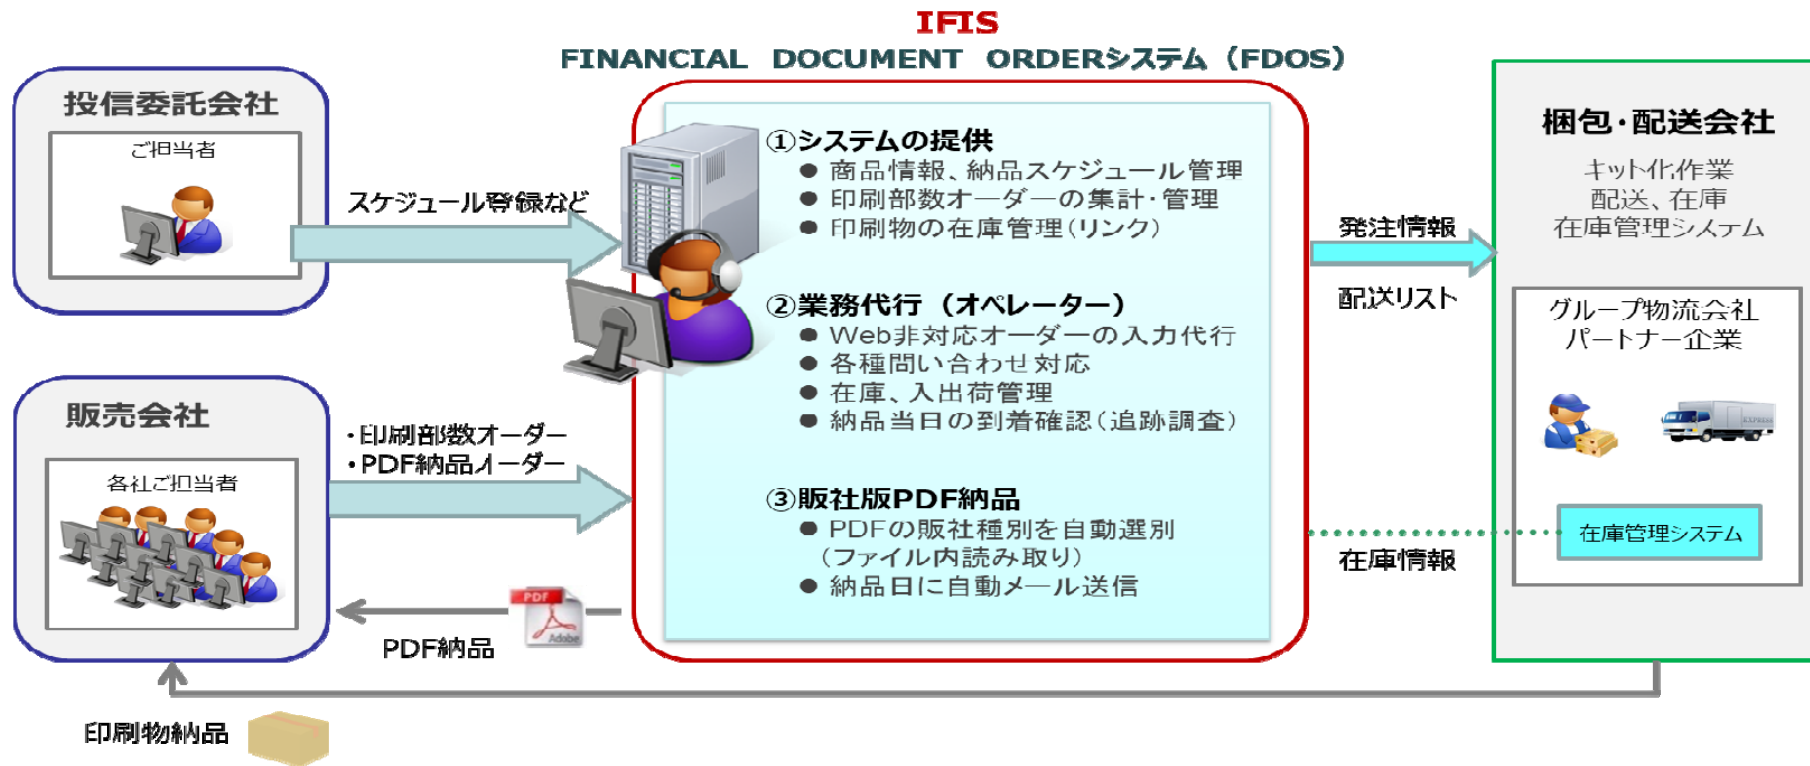 IFIS
FINANCIAL DOCUMENT ORDERシステム（FDOS）
投信委託会社
ご担当者
スケジュール登録など
販売会社
各社ご担当者
・印刷部数オーダー
・PDF納品オーダー
①システムの提供
● 商品情報、納品スケジュール管理
● 印刷部数オーダーの集計・管理
● 印刷物の在庫管理（リンク）
②業務代行（オペレーター）
● Web非対応オーダーの入力代行
● 各種問い合わせ対応
● 在庫、入出荷管理
● 納品当日の到着確認（追跡調査）
③販社版PDF納品
● PDFの販社種別を自動選別
（ファイル内読み取り）
● 納品日に自動メール送信
PDF
Adobe
PDF納品
発注情報
配送リスト
在庫情報
梱包・配送会社
キット化作業
配送、在庫
在庫管理システム
グループ物流会社
パートナー企業
EXPRESS
在庫管理システム
印刷物納品